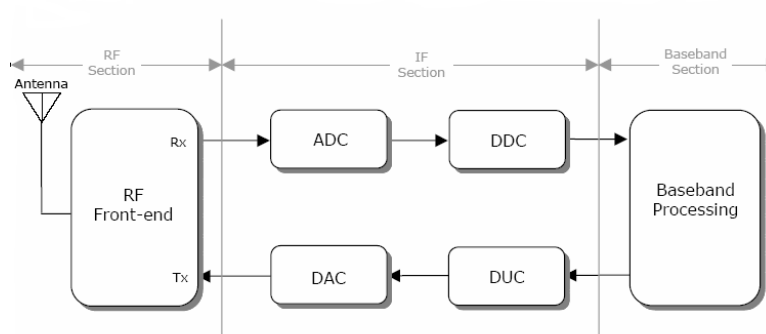 RF
Section
IF
Section
Baseband
Section
Antenna
Rx
ADC
DDC
RF
Front-end
Baseband
Processing
Tx
DAC
DUC